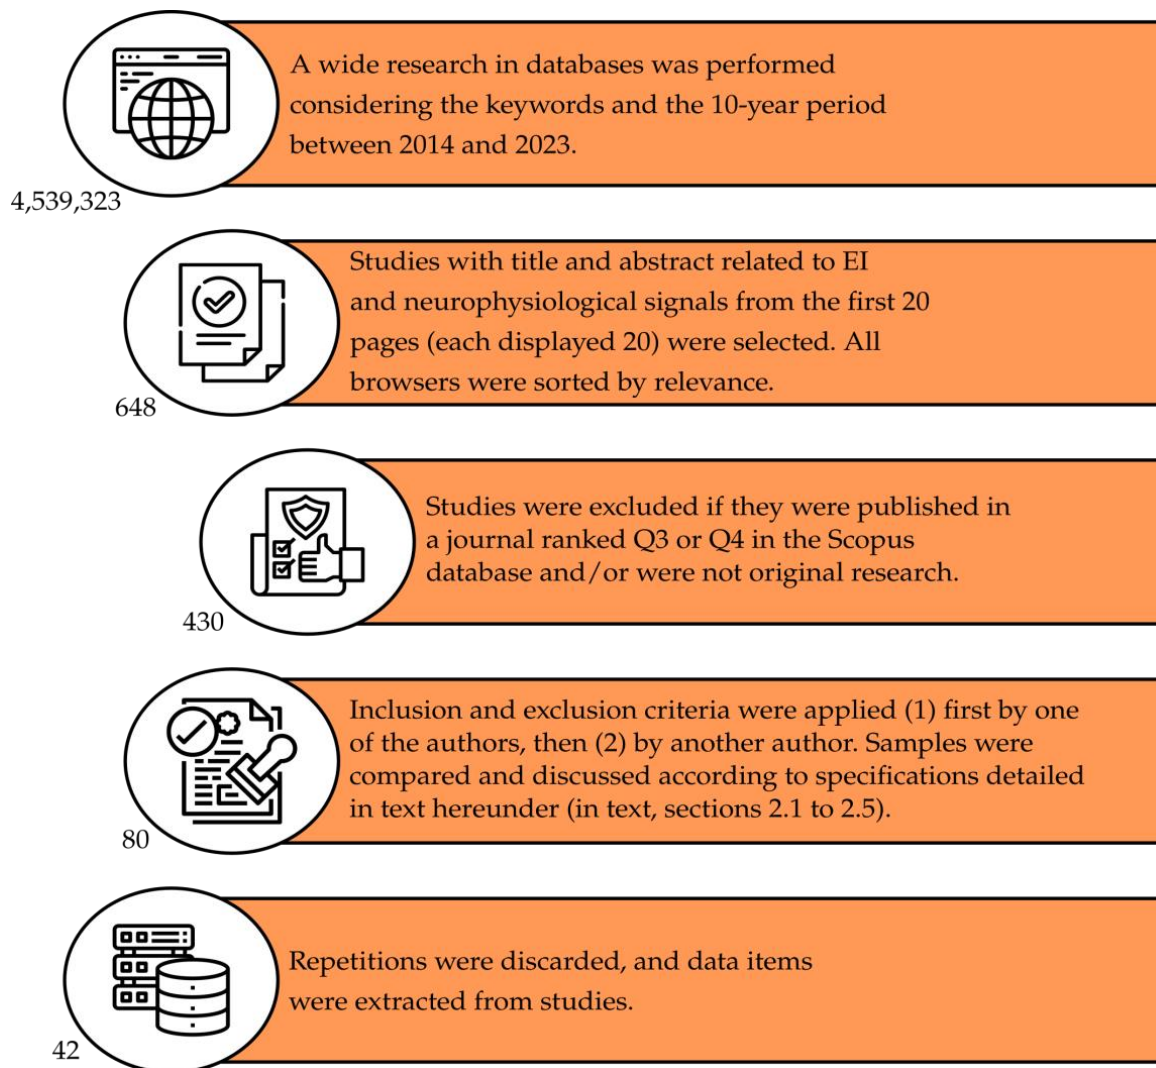 A wide research in databases was performed
considering the keywords and the 10-year period
between 2014 and 2023.
4,539,323
Studies with title and abstract related to EI
and neurophysiological signals from the first 20
pages (each displayed 20) were selected. All
browsers were sorted by relevance.
648
Studies were excluded if they were published in
a journal ranked Q3 or Q4 in the Scopus
database and/or were not original research.
430
Inclusion and exclusion criteria were applied (1) first by one
of the authors, then (2) by another author. Samples were
compared and discussed according to specifications detailed
in text hereunder (in text, sections 2.1 to 2.5).
80
Repetitions were discarded, and data items
were extracted from studies.
42